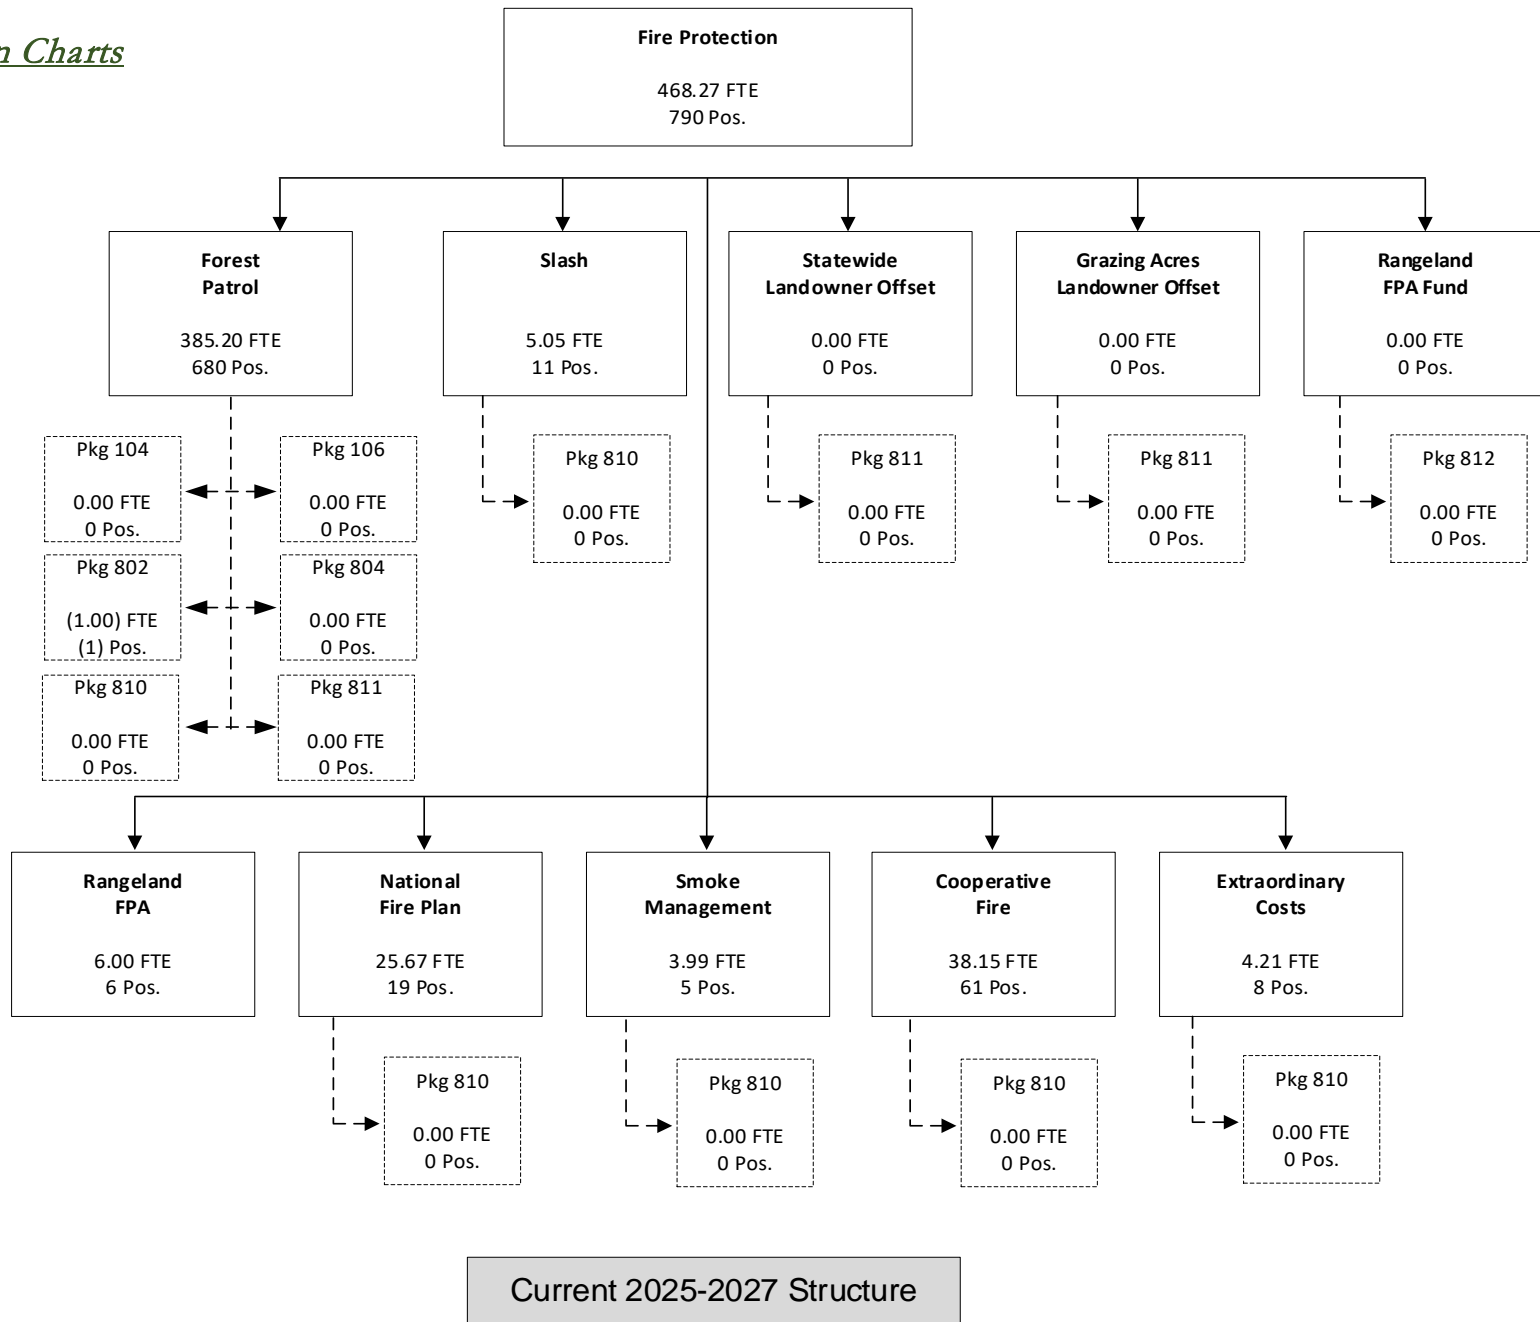 n Charts
Fire Protection
468.27 FTE
790 Pos.
Forest
Patrol
385.20 FTE
680 Pos.
Slash
5.05 FTE
11 Pos.
Statewide
Landowner Offset
0.00 FTE
0 Pos.
Grazing Acres
Landowner Offset
0.00 FTE
0 Pos.
Rangeland
FPA Fund
0.00 FTE
0 Pos.
Pkg 104
0.00 FTE
0 Pos.
Pkg 106
0.00 FTE
0 Pos.
Pkg 802
(1.00) FTE
(1) Pos.
Pkg 804
0.00 FTE
0 Pos.
Pkg 810
0.00 FTE
0 Pos.
Pkg 811
0.00 FTE
0 Pos.
Pkg 810
0.00 FTE
0 Pos.
Pkg 811
0.00 FTE
0 Pos.
Pkg 811
0.00 FTE
0 Pos.
Pkg 812
0.00 FTE
0 Pos.
Rangeland
FPA
6.00 FTE
6 Pos.
National
Fire Plan
25.67 FTE
19 Pos.
Smoke
Management
3.99 FTE
5 Pos.
Cooperative
Fire
38.15 FTE
61 Pos.
Extraordinary
Costs
4.21 FTE
8 Pos.
Pkg 810
0.00 FTE
0 Pos.
Pkg 810
0.00 FTE
0 Pos.
Pkg 810
0.00 FTE
0 Pos.
Pkg 810
0.00 FTE
0 Pos.
Current 2025-2027 Structure